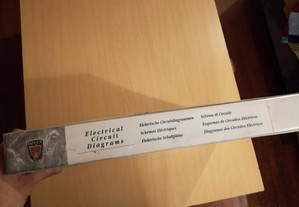 Electrical
Circuit
Diagrams
Elektrische Circuitdiagrammen
Schémas Electriques
Elektrische Schaltpläne
Schema di Circuiti
Esquemas de Circuitos Eléctricos
Diagramas dos Circuitos Eléctricos